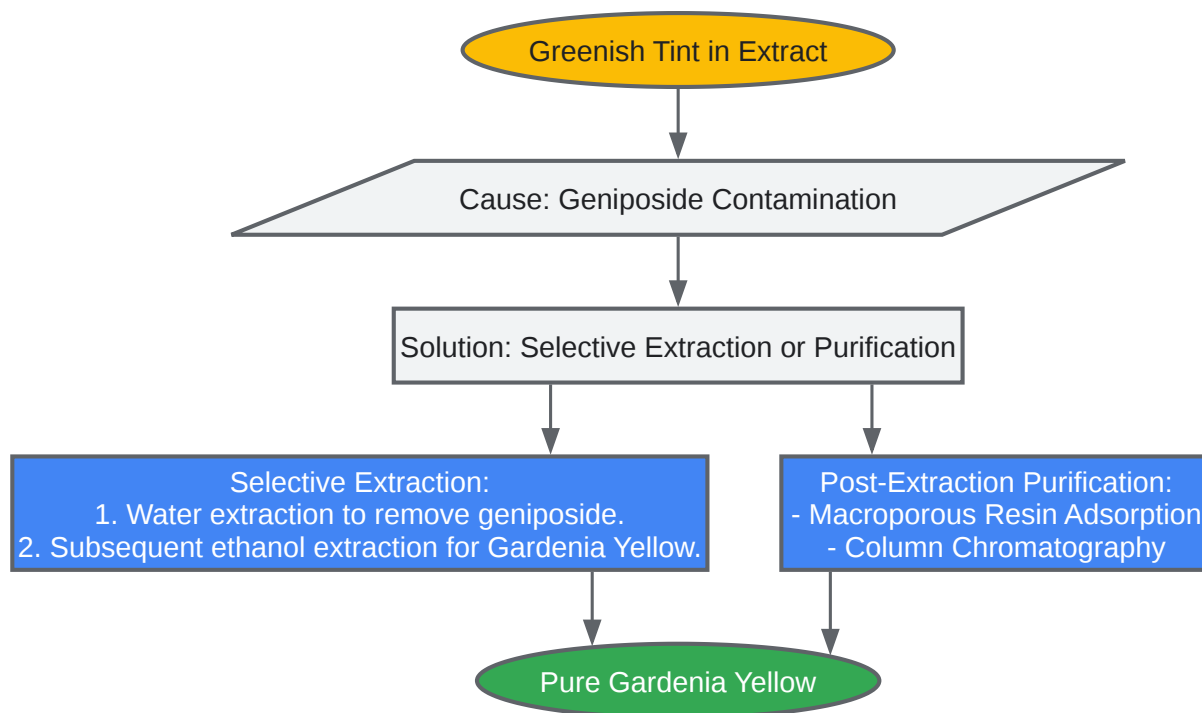 Greenish Tint in Extract
Cause: Geniposide Contamination
Solution: Selective Extraction or Purification
Selective Extraction:
1. Water extraction to remove geniposide.
2. Subsequent ethanol extraction for Gardenia Yellow.
Post-Extraction Purification:
- Macroporous Resin Adsorption
- Column Chromatography
Pure Gardenia Yellow